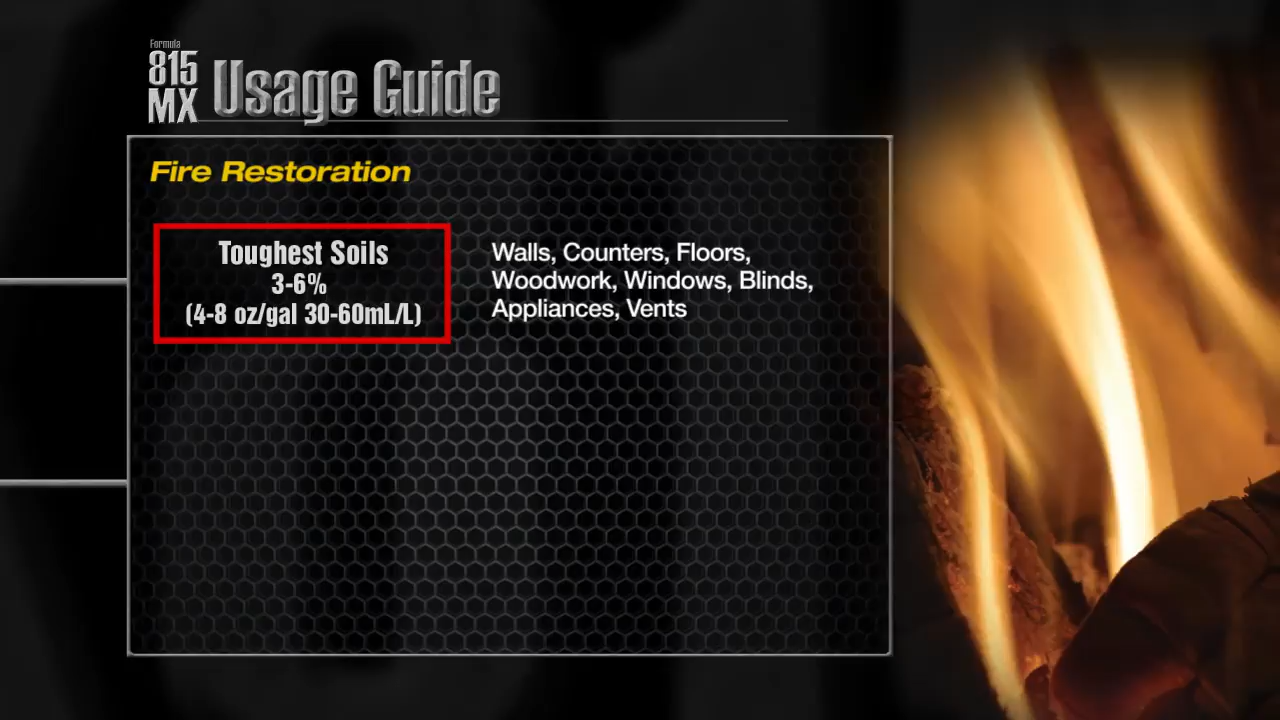 Formula
815
MX
Usage Guide
Fire Restoration
Toughest Soils
3-6%
(4-8 oz/gal 30-60mL/L)
Walls, Counters, Floors,
Woodwork, Windows, Blinds,
Appliances, Vents